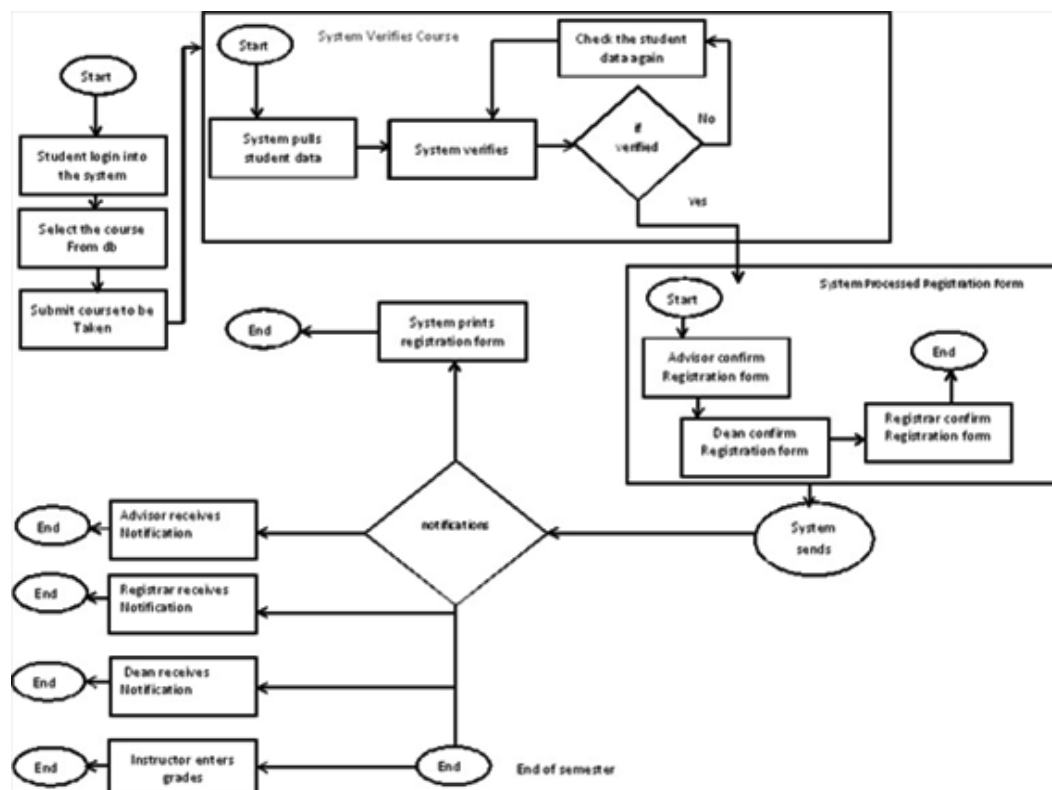 Start
Student login into
the system
Select the course
From db
Submit course to be
Taken
System Verifies Course
Start
System pulls
student data
System verifies
Check the student
data again
if
verified
No
yes
System Processed Registration Form
Start
Advisor confirm
Registration form
Dean confirm
Registration form
Registrar confirm
Registration form
End
System
sends
notifications
System prints
registration form
End
Advisor receives
Notification
End
Registrar receives
Notification
End
Dean receives
Notification
End
Instructor enters
grades
End
End
End of semester